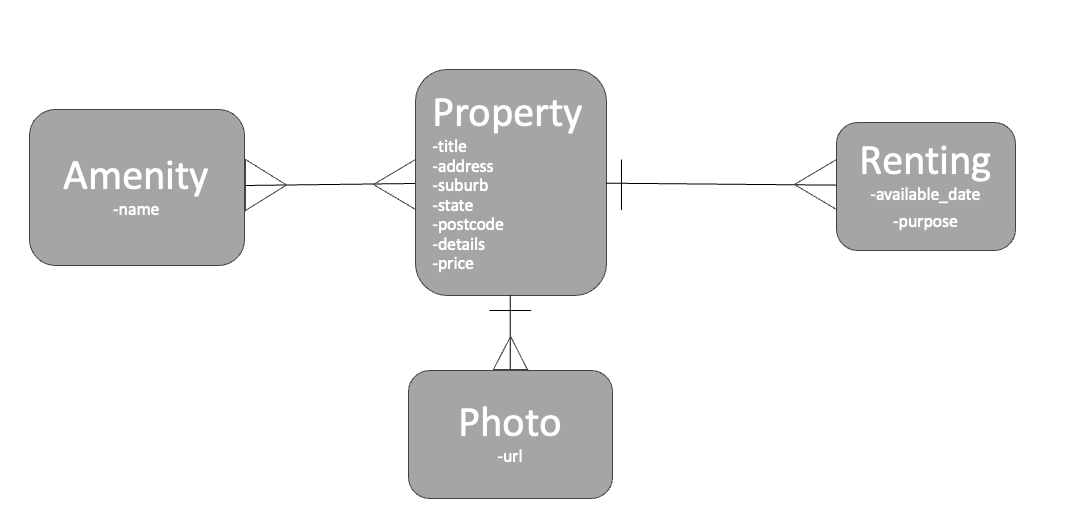 Amenity
-name
Property
-title
-address
-suburb
-state
-postcode
-details
-price
Renting
-available_date
-purpose
Photo
-url